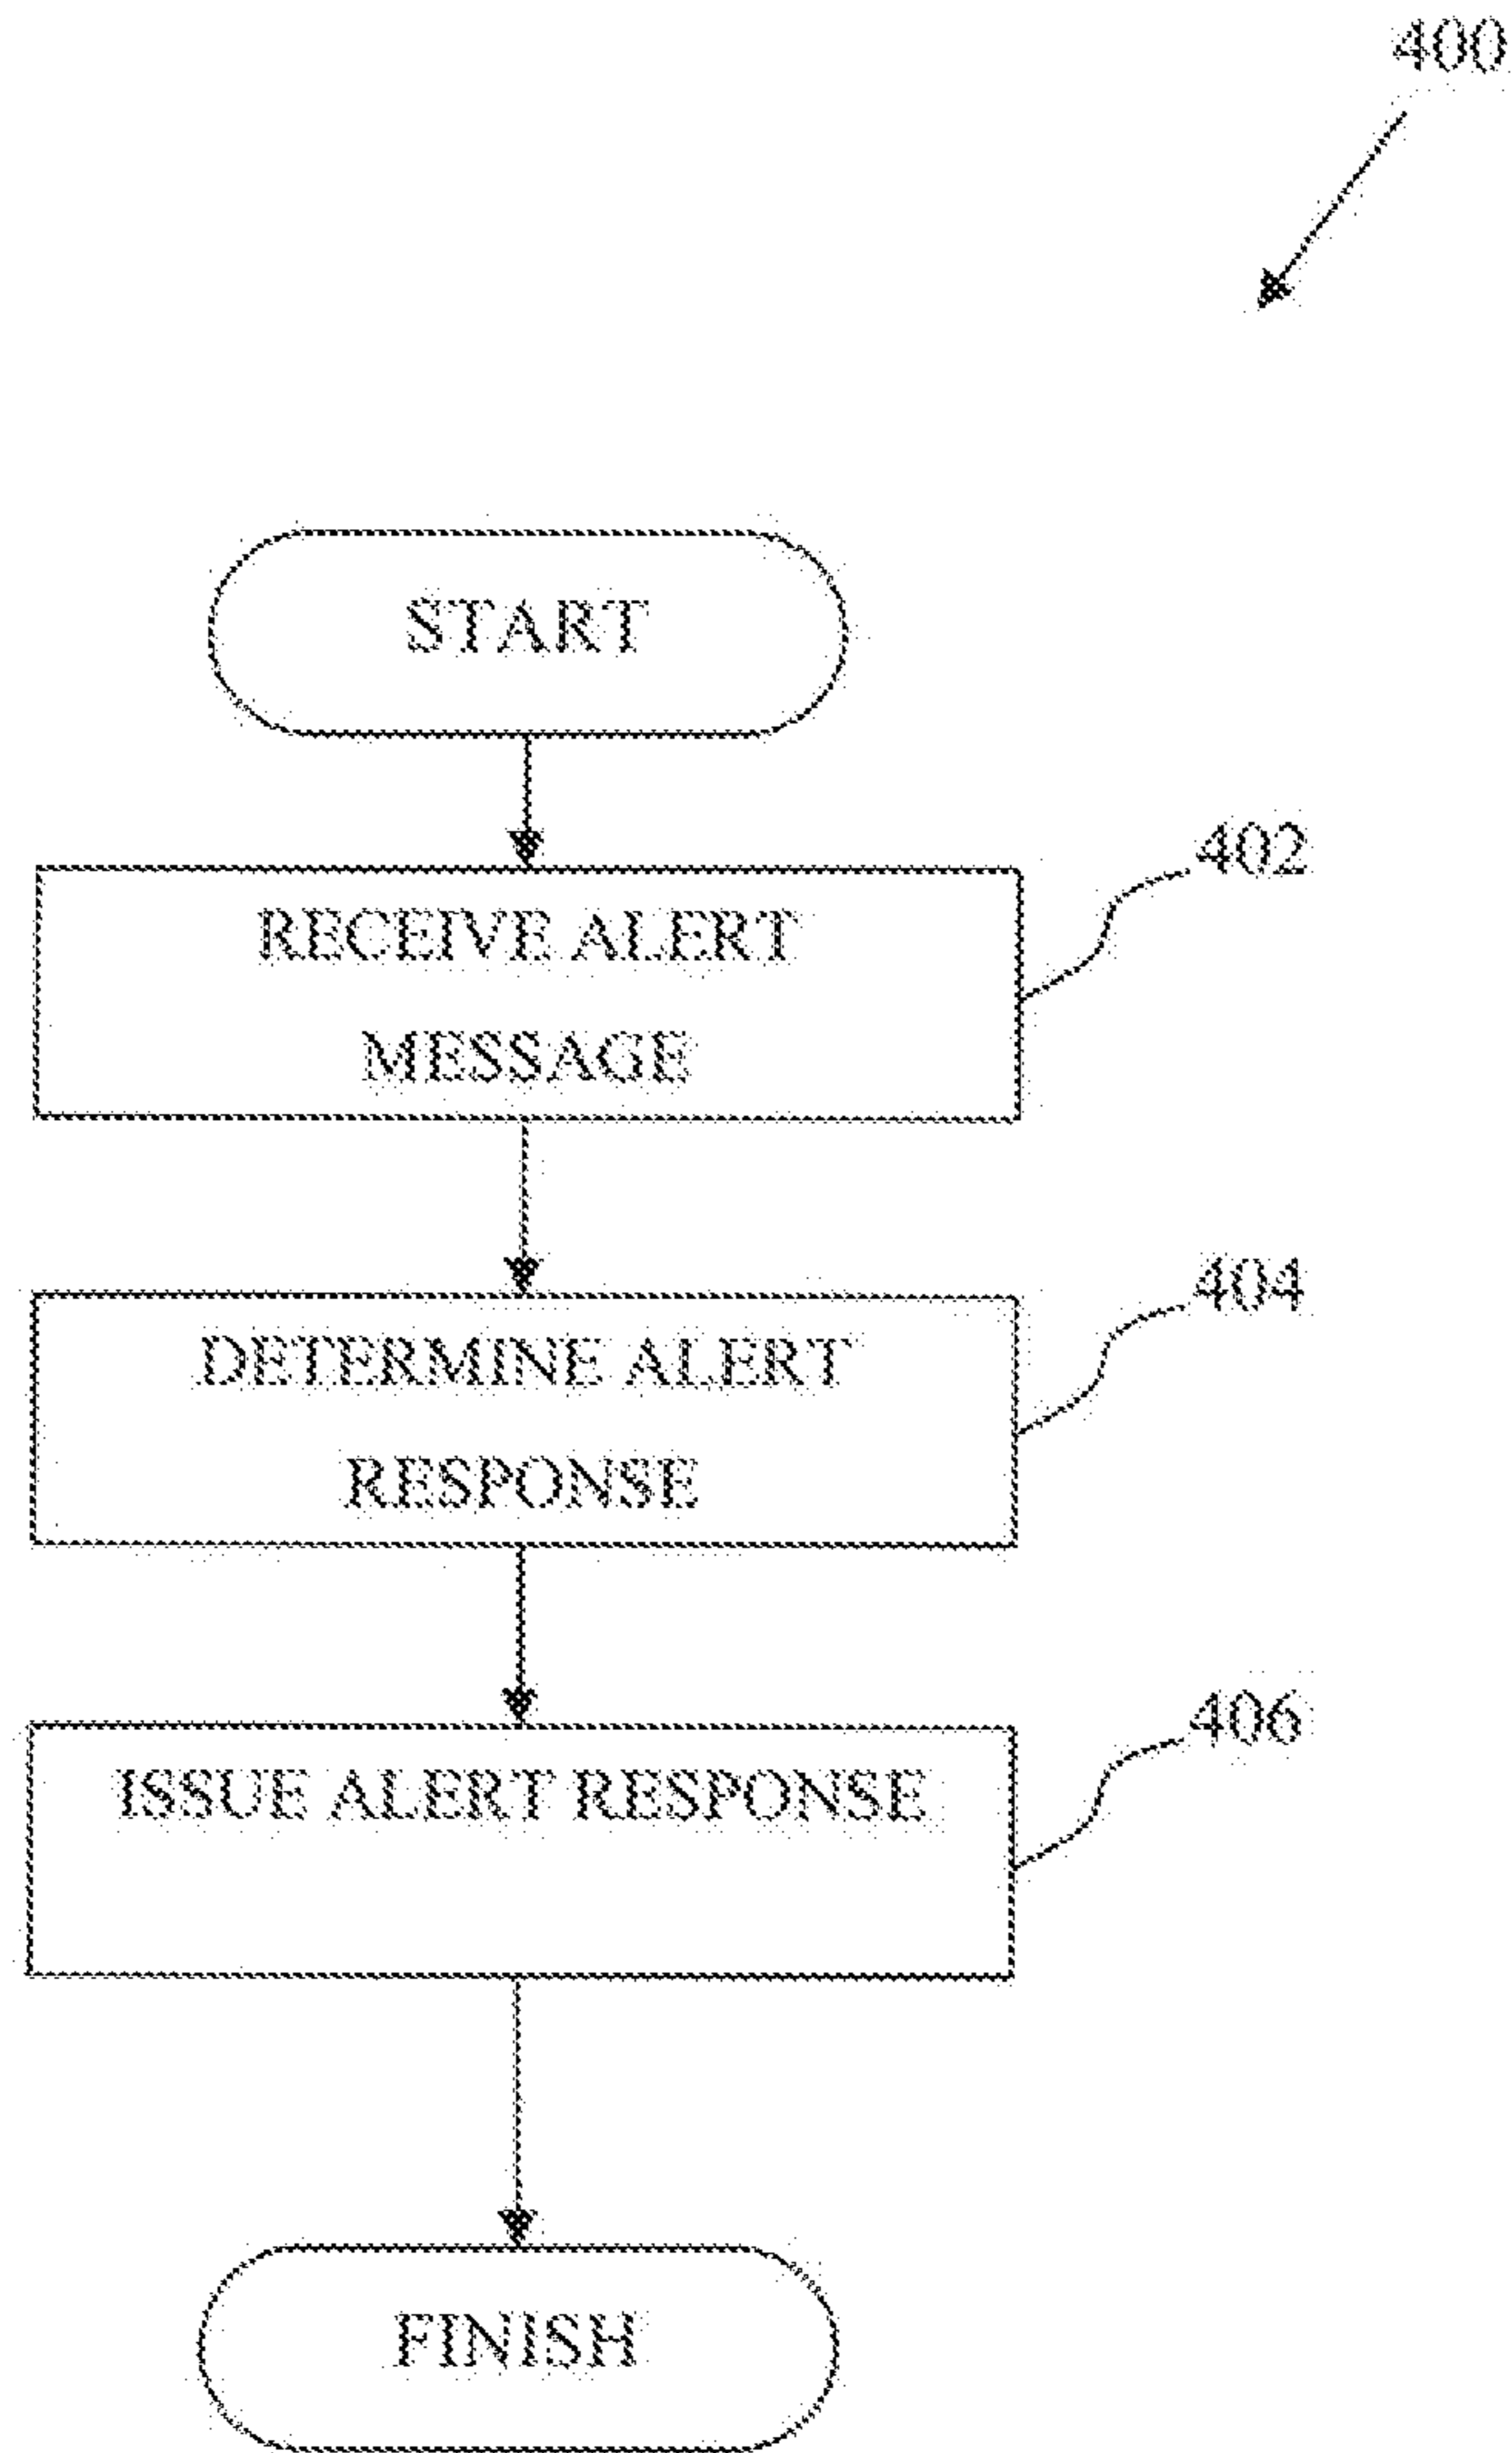 400
START
402
RECEIVE ALERT
MESSAGE
404
DETERMINE ALERT
RESPONSE
406
ISSUE ALERT RESPONSE
FINISH